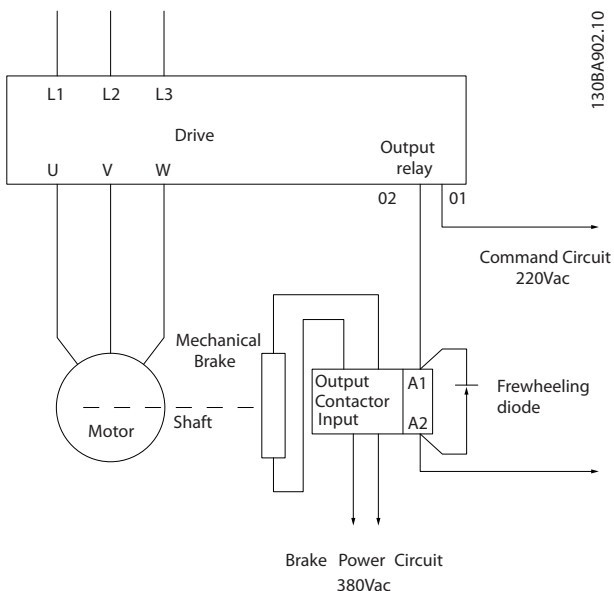 130BA902.10
L1 L2 L3
Drive
U V W
Output
relay
02 01
Command Circuit
220Vac
Mechanical
Brake
Output
Contactor
Input
A1
A2
Frewheeling
diode
Motor
Shaft
Brake Power Circuit
380Vac